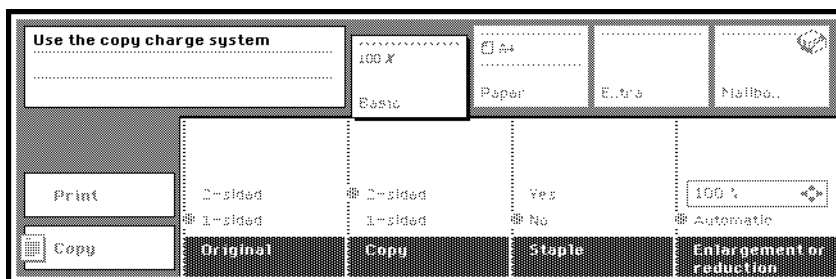 Use the copy charge system
100 %
Basic
A4
Paper
Extra
Mailbox
Print
Copy
2-sided
1-sided
Original
2-sided
1-sided
Copy
Yes
No
Staple
100 %
Automatic
Enlargement or
reduction